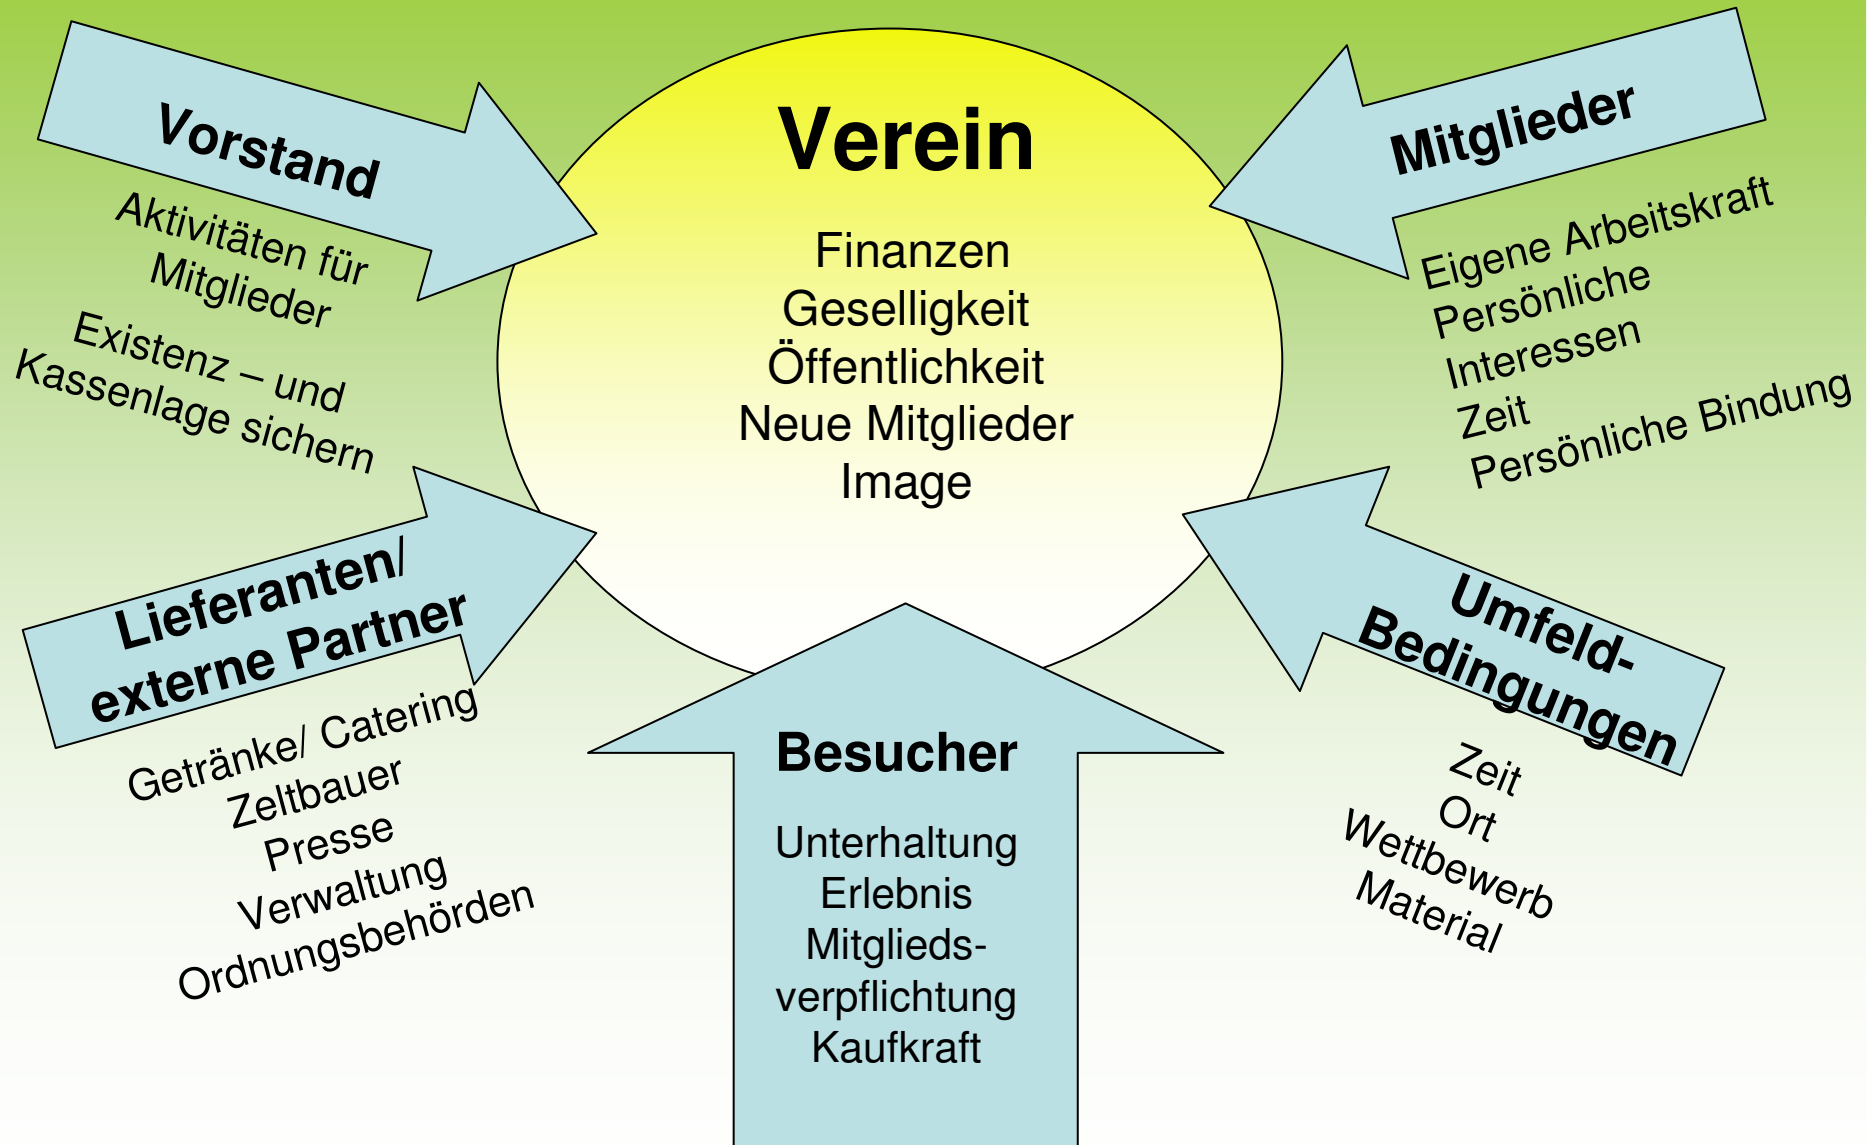 Vorstand
Aktivitäten für
Mitglieder
Existenz – und
Kassenlage sichern
Verein
Finanzen
Geselligkeit
Öffentlichkeit
Neue Mitglieder
Image
Mitglieder
Eigene Arbeitskraft
Persönliche
Interessen
Zeit
Persönliche Bindung
Lieferanten/
externe Partner
Getränke/ Catering
Zeltbauer
Presse
Verwaltung
Ordnungsbehörden
Besucher
Unterhaltung
Erlebnis
Mitglieds-
verpflichtung
Kaufkraft
Umfeld-
Bedingungen
Zeit
Ort
Wettbewerb
Material